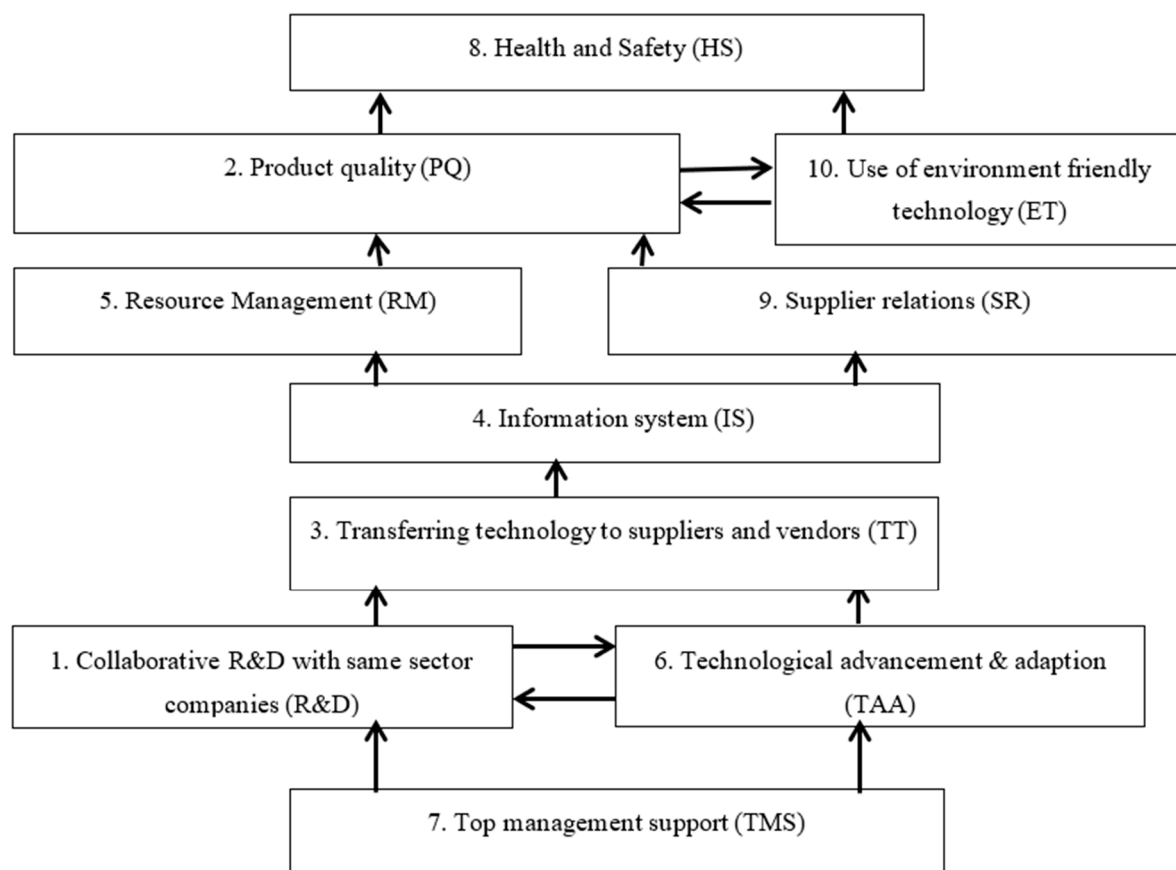 8. Health and Safety (HS)
2. Product quality (PQ)
10. Use of environment friendly
technology (ET)
5. Resource Management (RM)
9. Supplier relations (SR)
4. Information system (IS)
3. Transferring technology to suppliers and vendors (TT)
1. Collaborative R&D with same sector
companies (R&D)
6. Technological advancement & adaption
(TAA)
7. Top management support (TMS)